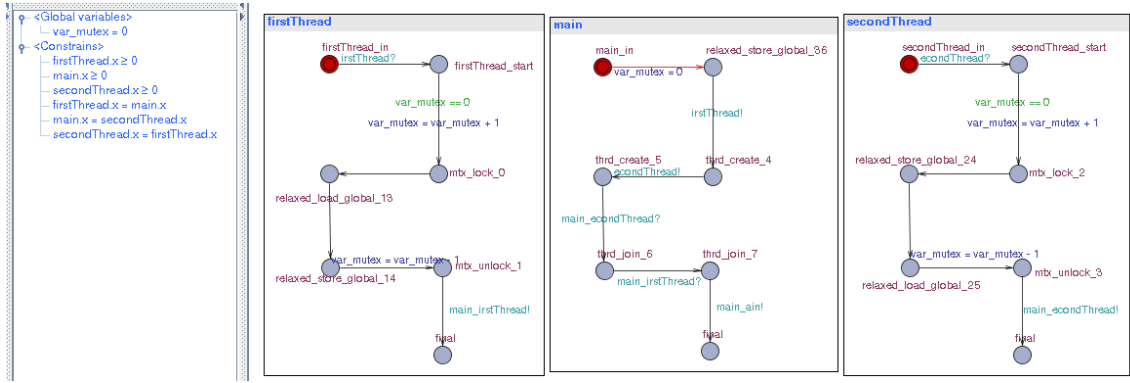 <Global variables>
var_mutex = 0
<Constrains>
firstThread.x ≥ 0
main.x ≥ 0
secondThread.x ≥ 0
firstThread.x = main.x
main.x = secondThread.x
secondThread.x = firstThread.x
firstThread
firstThread_in
irstThread?
firstThread_start
var_mutex == 0
var_mutex = var_mutex + 1
mtx_lock_0
relaxed_load_global_13
var_mutex = var_mutex - 1
mtx_unlock_1
relaxed_store_global_14
main_irstThread!
final
main
main_in
relaxed_store_global_36
var_mutex = 0
irstThread!
thrd_create_5
thrd_create_4
econdThread!
main_econdThread?
thrd_join_6
thrd_join_7
main_irstThread?
main_ain!
final
secondThread
secondThread_in
secondThread_start
econdThread?
var_mutex == 0
var_mutex = var_mutex + 1
relaxed_store_global_24
mtx_lock_2
var_mutex = var_mutex - 1
mtx_unlock_3
relaxed_load_global_25
main_econdThread!
final